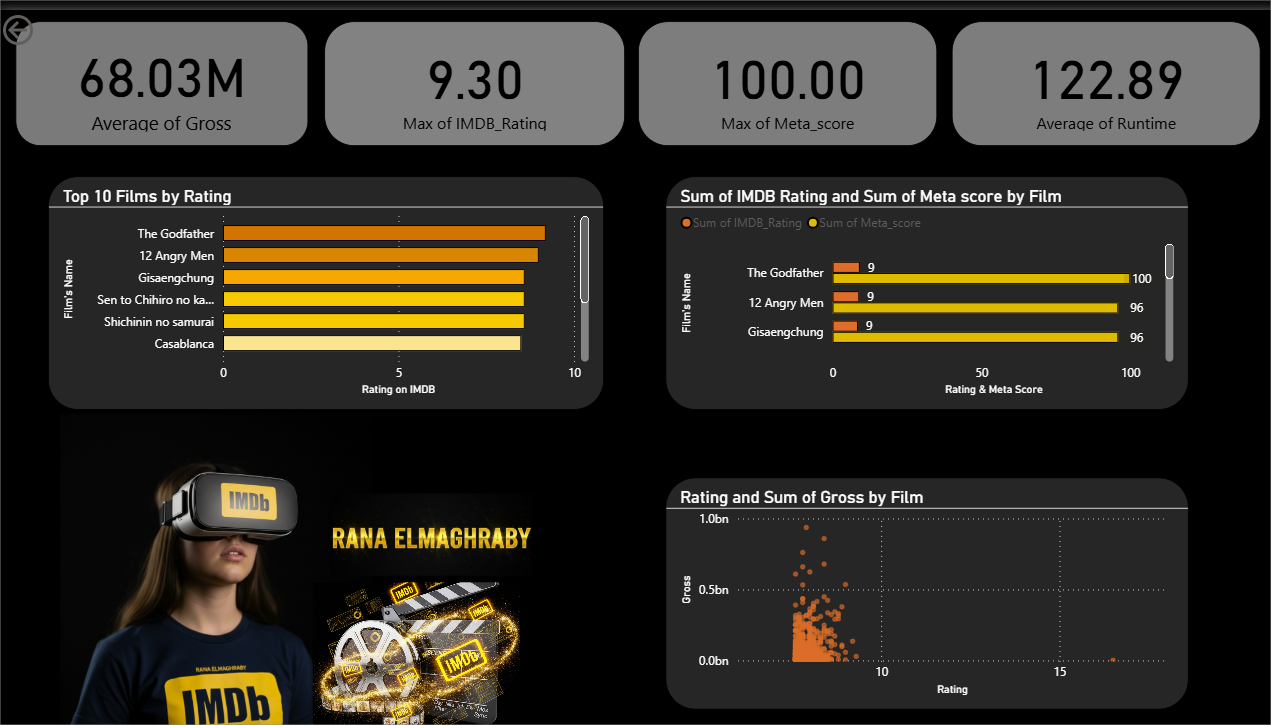 68.03M
Average of Gross
9.30
Max of IMDB_Rating
100.00
Max of Meta_score
122.89
Average of Runtime
Top 10 Films by Rating
Film's Name
The Godfather
12 Angry Men
Gisaengchung
Sen to Chihiro no ka...
Shichinin no samurai
Casablanca
0 5 10
Rating on IMDB
Sum of IMDB Rating and Sum of Meta score by Film
Sum of IMDB_Rating Sum of Meta_score
Film's Name
The Godfather 9 100
12 Angry Men 9 96
Gisaengchung 9 96
0 50 100
Rating & Meta Score
IMDb
RANA ELMAGHRABY
RANA ELMAGHRABY
IMDb
IMDb
IMDb
IMDb
IMDb
IMDb
Rating and Sum of Gross by Film
Gross
1.0bn
0.5bn
0.0bn
10 15
Rating